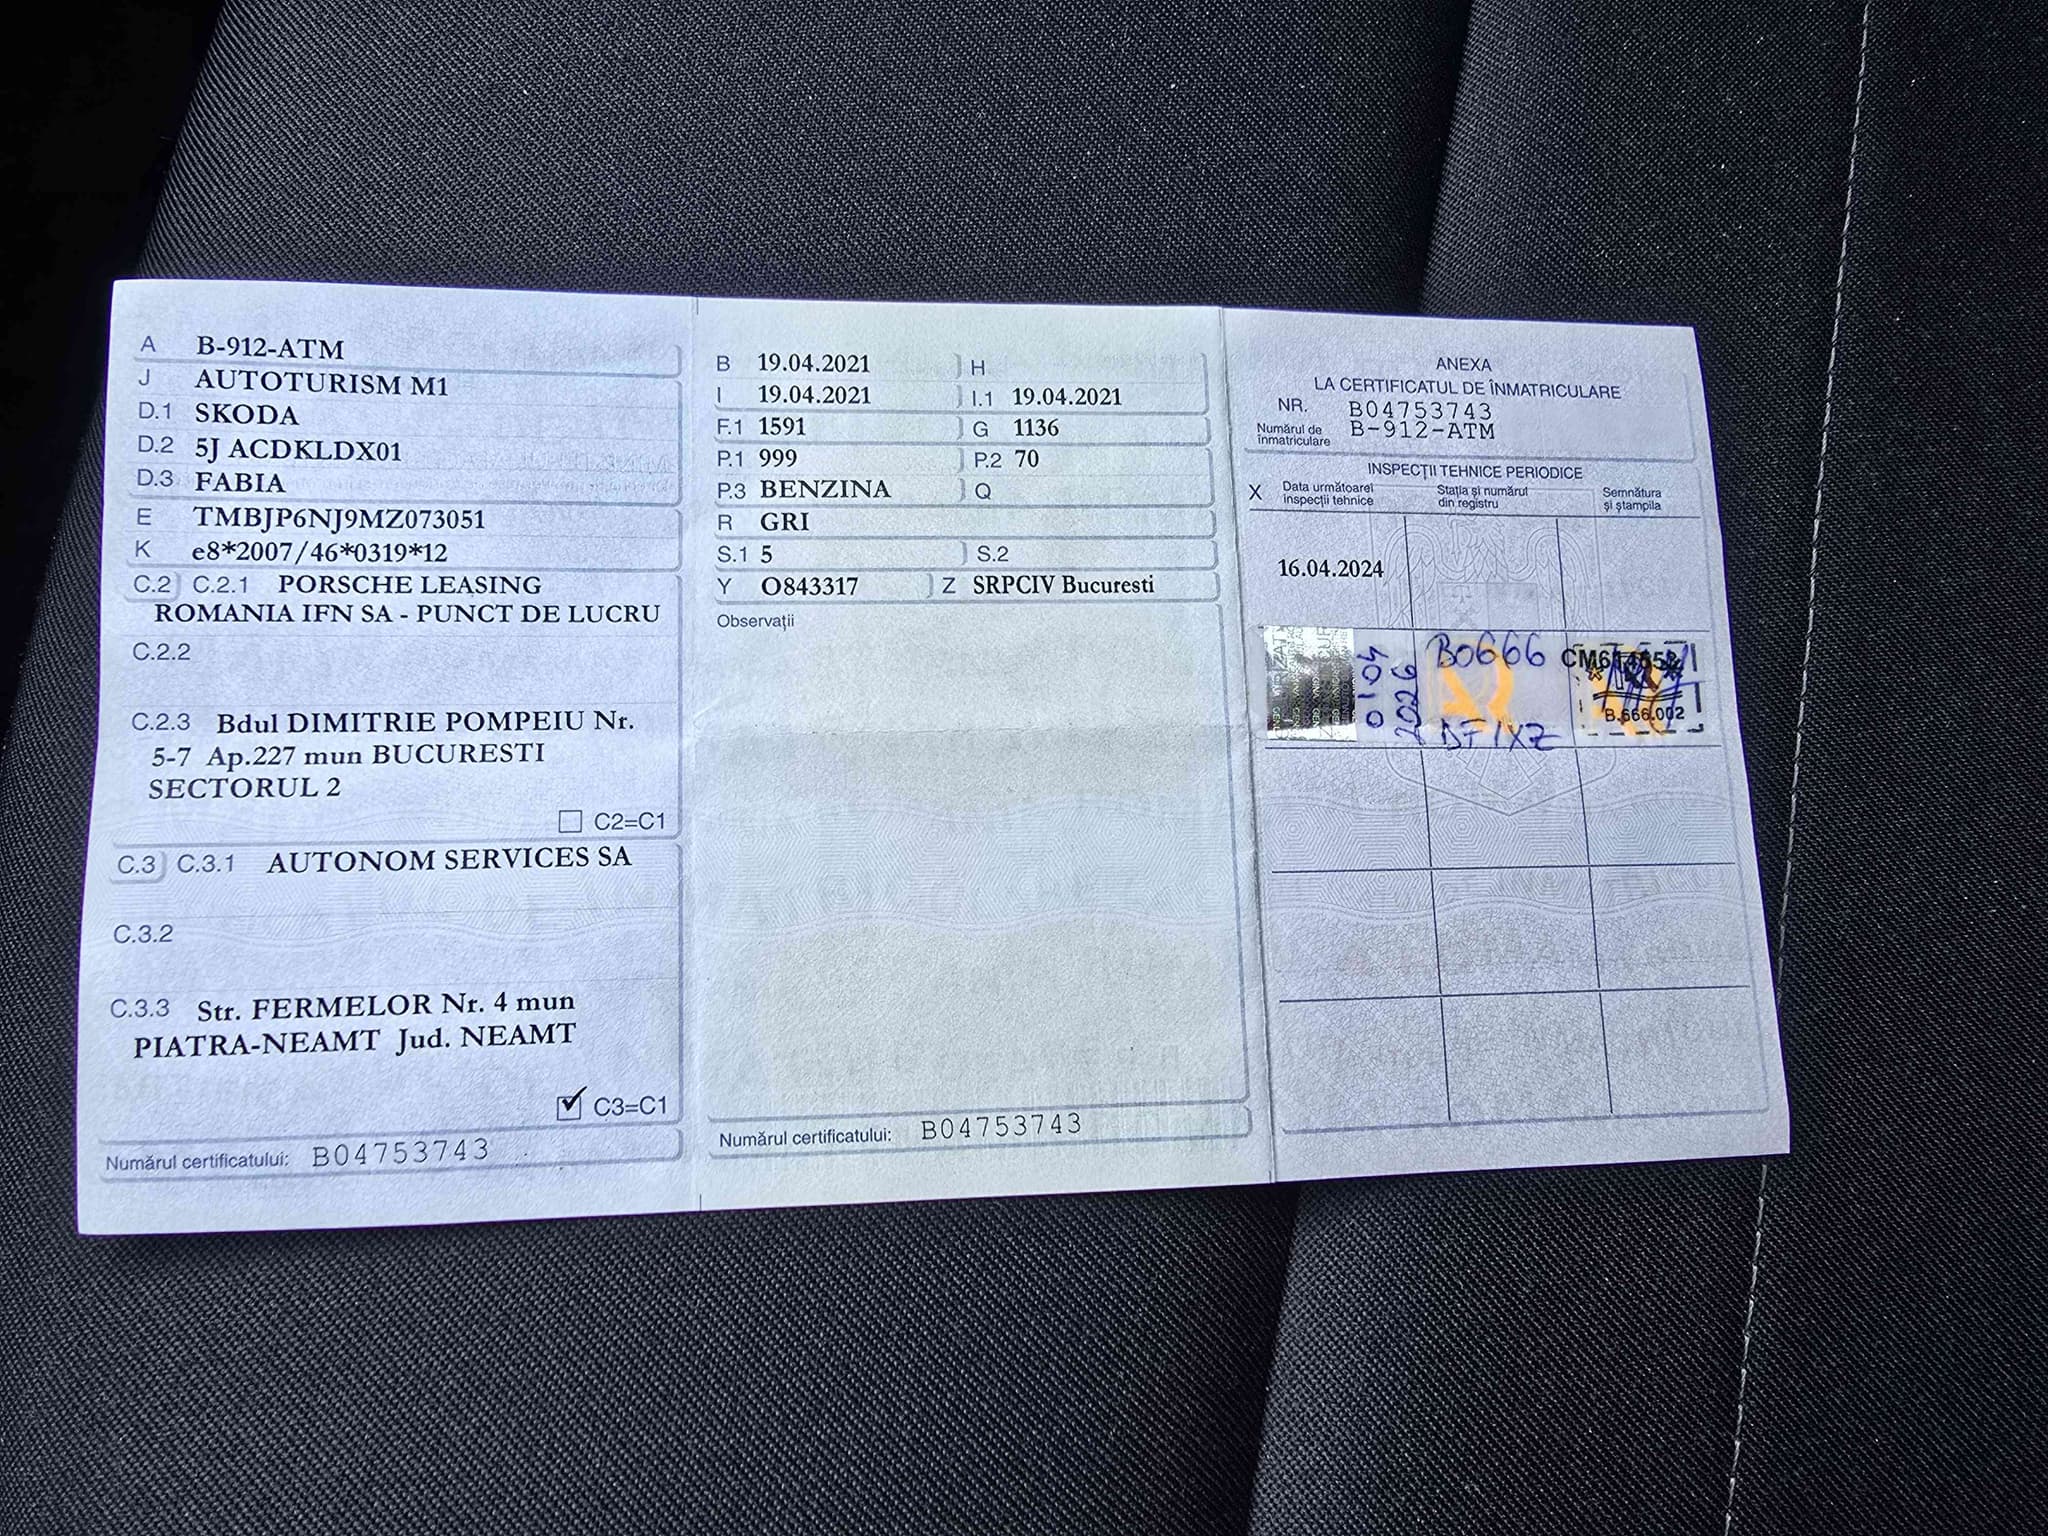 A B-912-ATM
J AUTOTURISM M1
D.1 SKODA
D.2 5J ACDKLDX01
D.3 FABIA
E TMBJP6NJ9MZ073051
K e8*2007/46*0319*12
C.2 C.2.1 PORSCHE LEASING
ROMANIA IFN SA - PUNCT DE LUCRU
C.2.2
C.2.3 Bdul DIMITRIE POMPEIU Nr.
5-7 Ap.227 mun BUCURESTI
SECTORUL 2
C2=C1
C.3 C.3.1 AUTONOM SERVICES SA
C.3.2
C.3.3 Str. FERMELOR Nr. 4 mun
PIATRA-NEAMT Jud. NEAMT
C3=C1
Numărul certificatului: B04753743
B 19.04.2021 H
I 19.04.2021 I.1 19.04.2021
F.1 1591 G 1136
P.1 999 P.2 70
P.3 BENZINA Q
R GRI
S.1 5 S.2
Y O843317 Z SRPCIV Bucuresti
Observații
Numărul certificatului: B04753743
ANEXA
LA CERTIFICATUL DE ÎNMATRICULARE
NR. B04753743
Numărul de înmatriculare B-912-ATM
INSPECȚII TEHNICE PERIODICE
X Data următoarei inspecții tehnice Stația și numărul din registru Semnătura și ștampila
16.04.2024
01 04 2026
B0666
B.666.002